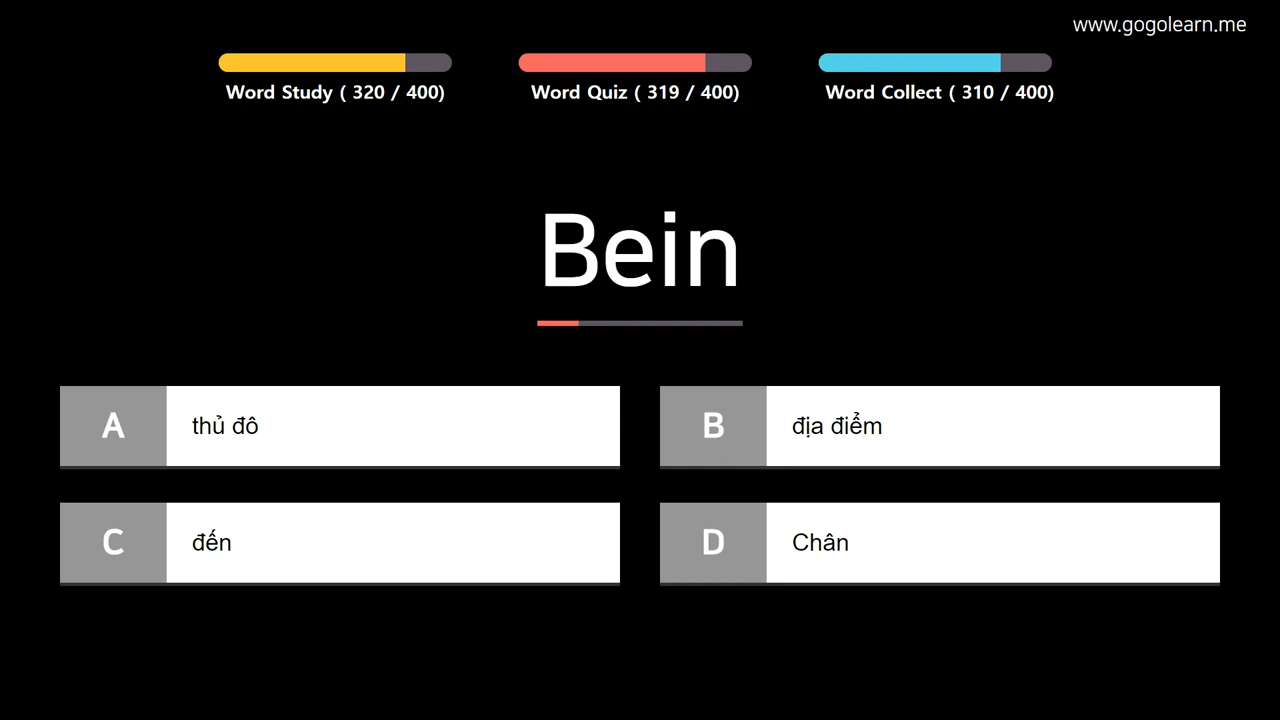 www.gogolearn.me
Word Study ( 320 / 400)
Word Quiz ( 319 / 400)
Word Collect ( 310 / 400)
Bein
A thủ đô
B địa điểm
C đến
D Chân